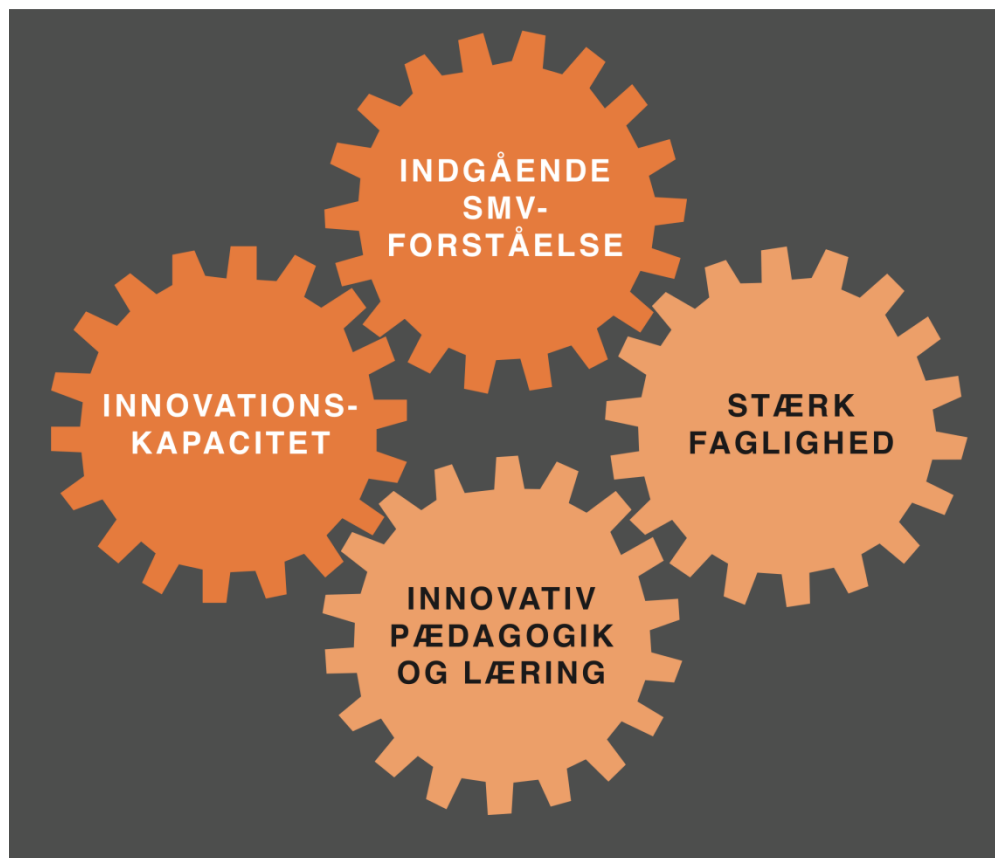 INDGÅENDE
SMV-
FORSTÅELSE
INNOVATIONS-
KAPACITET
STÆRK
FAGLIGHED
INNOVATIV
PÆDAGOGIK
OG LÆRING